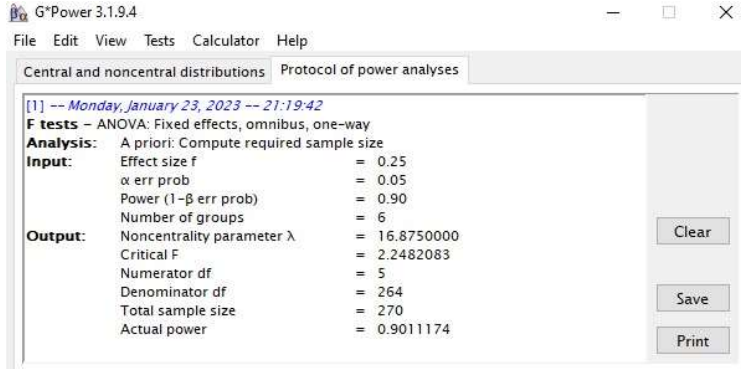 G*Power 3.1.9.4
File Edit View Tests Calculator Help
Central and noncentral distributions Protocol of power analyses
[1] -- Monday, January 23, 2023 -- 21:19:42
F tests – ANOVA: Fixed effects, omnibus, one-way
Analysis: A priori: Compute required sample size
Input: Effect size f = 0.25
α err prob = 0.05
Power (1-β err prob) = 0.90
Number of groups = 6
Output: Noncentrality parameter λ = 16.8750000
Critical F = 2.2482083
Numerator df = 5
Denominator df = 264
Total sample size = 270
Actual power = 0.9011174
Clear
Save
Print